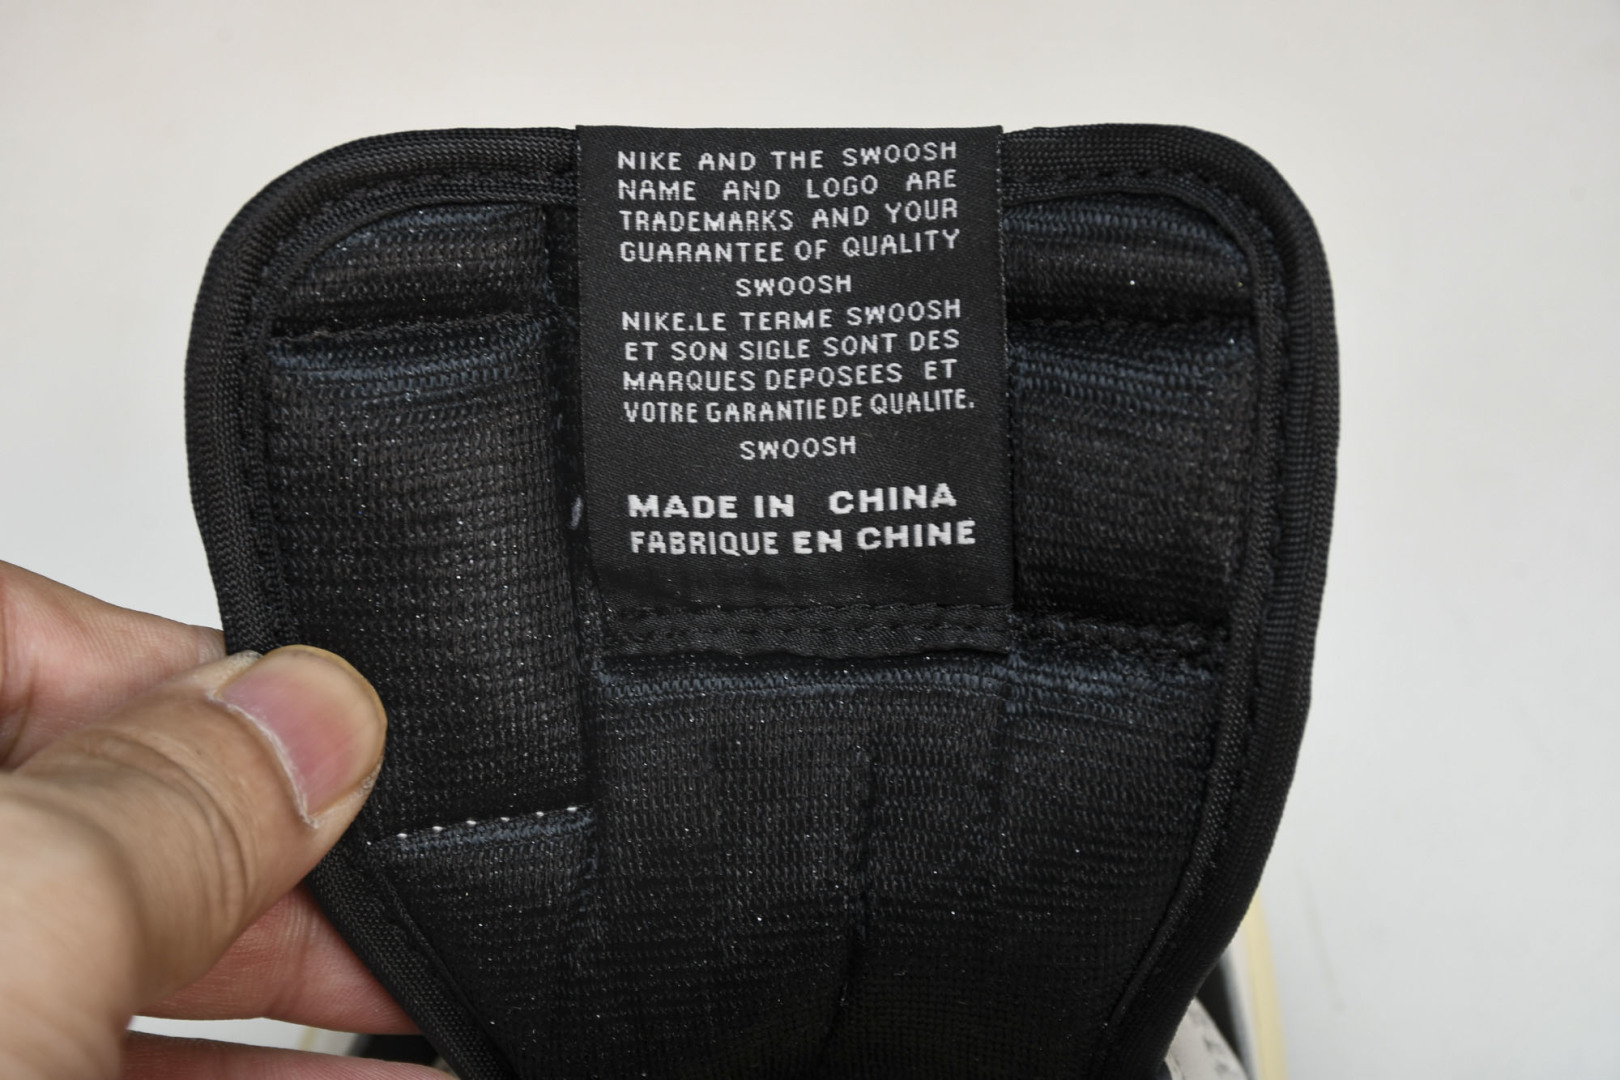 NIKE AND THE SWOOSH
NAME AND LOGO ARE
TRADEMARKS AND YOUR
GUARANTEE OF QUALITY
SWOOSH
NIKE.LE TERME SWOOSH
ET SON SIGLE SONT DES
MARQUES DEPOSEES ET
VOTRE GARANTIE DE QUALITE.
SWOOSH
MADE IN CHINA
FABRIQUE EN CHINE